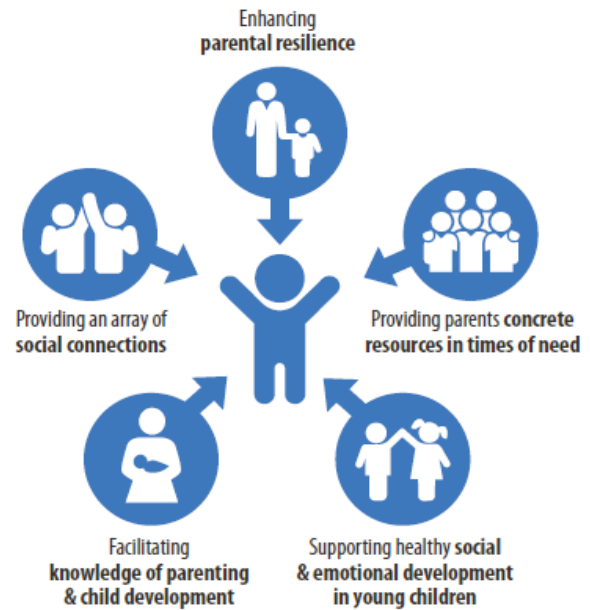 Enhancing
parental resilience
Providing an array of
social connections
Providing parents concrete
resources in times of need
Facilitating
knowledge of parenting
& child development
Supporting healthy social
& emotional development
in young children